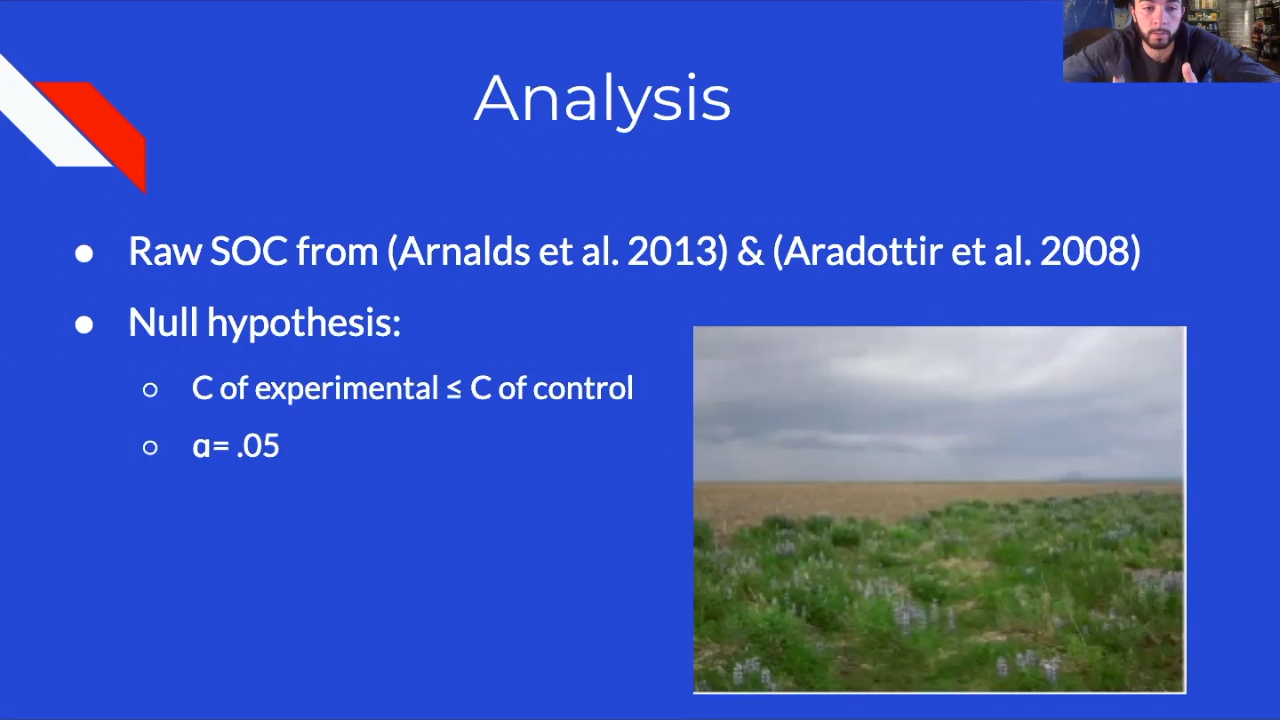 Analysis
● Raw SOC from (Arnalds et al. 2013) & (Aradottir et al. 2008)
● Null hypothesis:
○ C of experimental ≤ C of control
○ α= .05